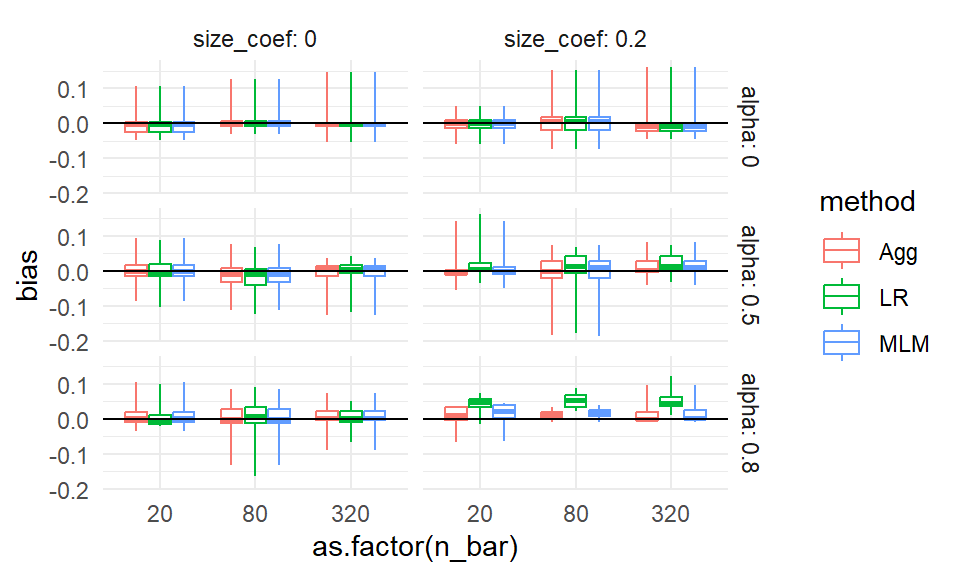 size_coef: 0
size_coef: 0.2
0.1
0.0
-0.1
-0.2
alpha: 0
0.1
0.0
-0.1
-0.2
alpha: 0.5
0.1
0.0
-0.1
-0.2
alpha: 0.8
bias
20
80
320
20
80
320
as.factor(n_bar)
method
Agg
LR
MLM